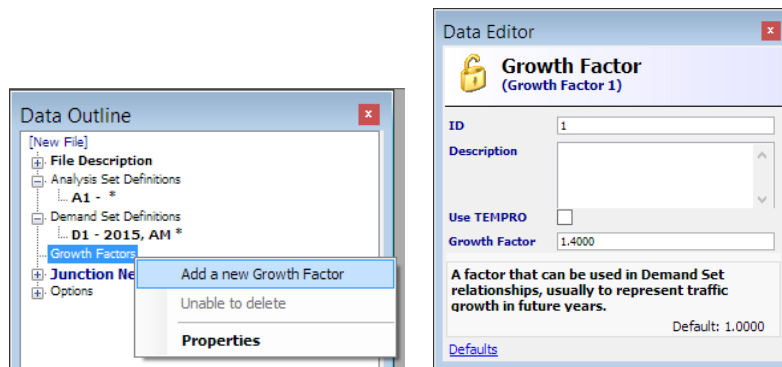 Data Outline
x
[New File]
File Description
Analysis Set Definitions
A1 - *
Demand Set Definitions
D1 - 2015, AM *
Growth Factors
Junction Ne
Options
Add a new Growth Factor
Unable to delete
Properties
Data Editor
x
Growth Factor
(Growth Factor 1)
ID 1
Description
Use TEMPRO
Growth Factor 1.4000
A factor that can be used in Demand Set
relationships, usually to represent traffic
growth in future years.
Default: 1.0000
Defaults